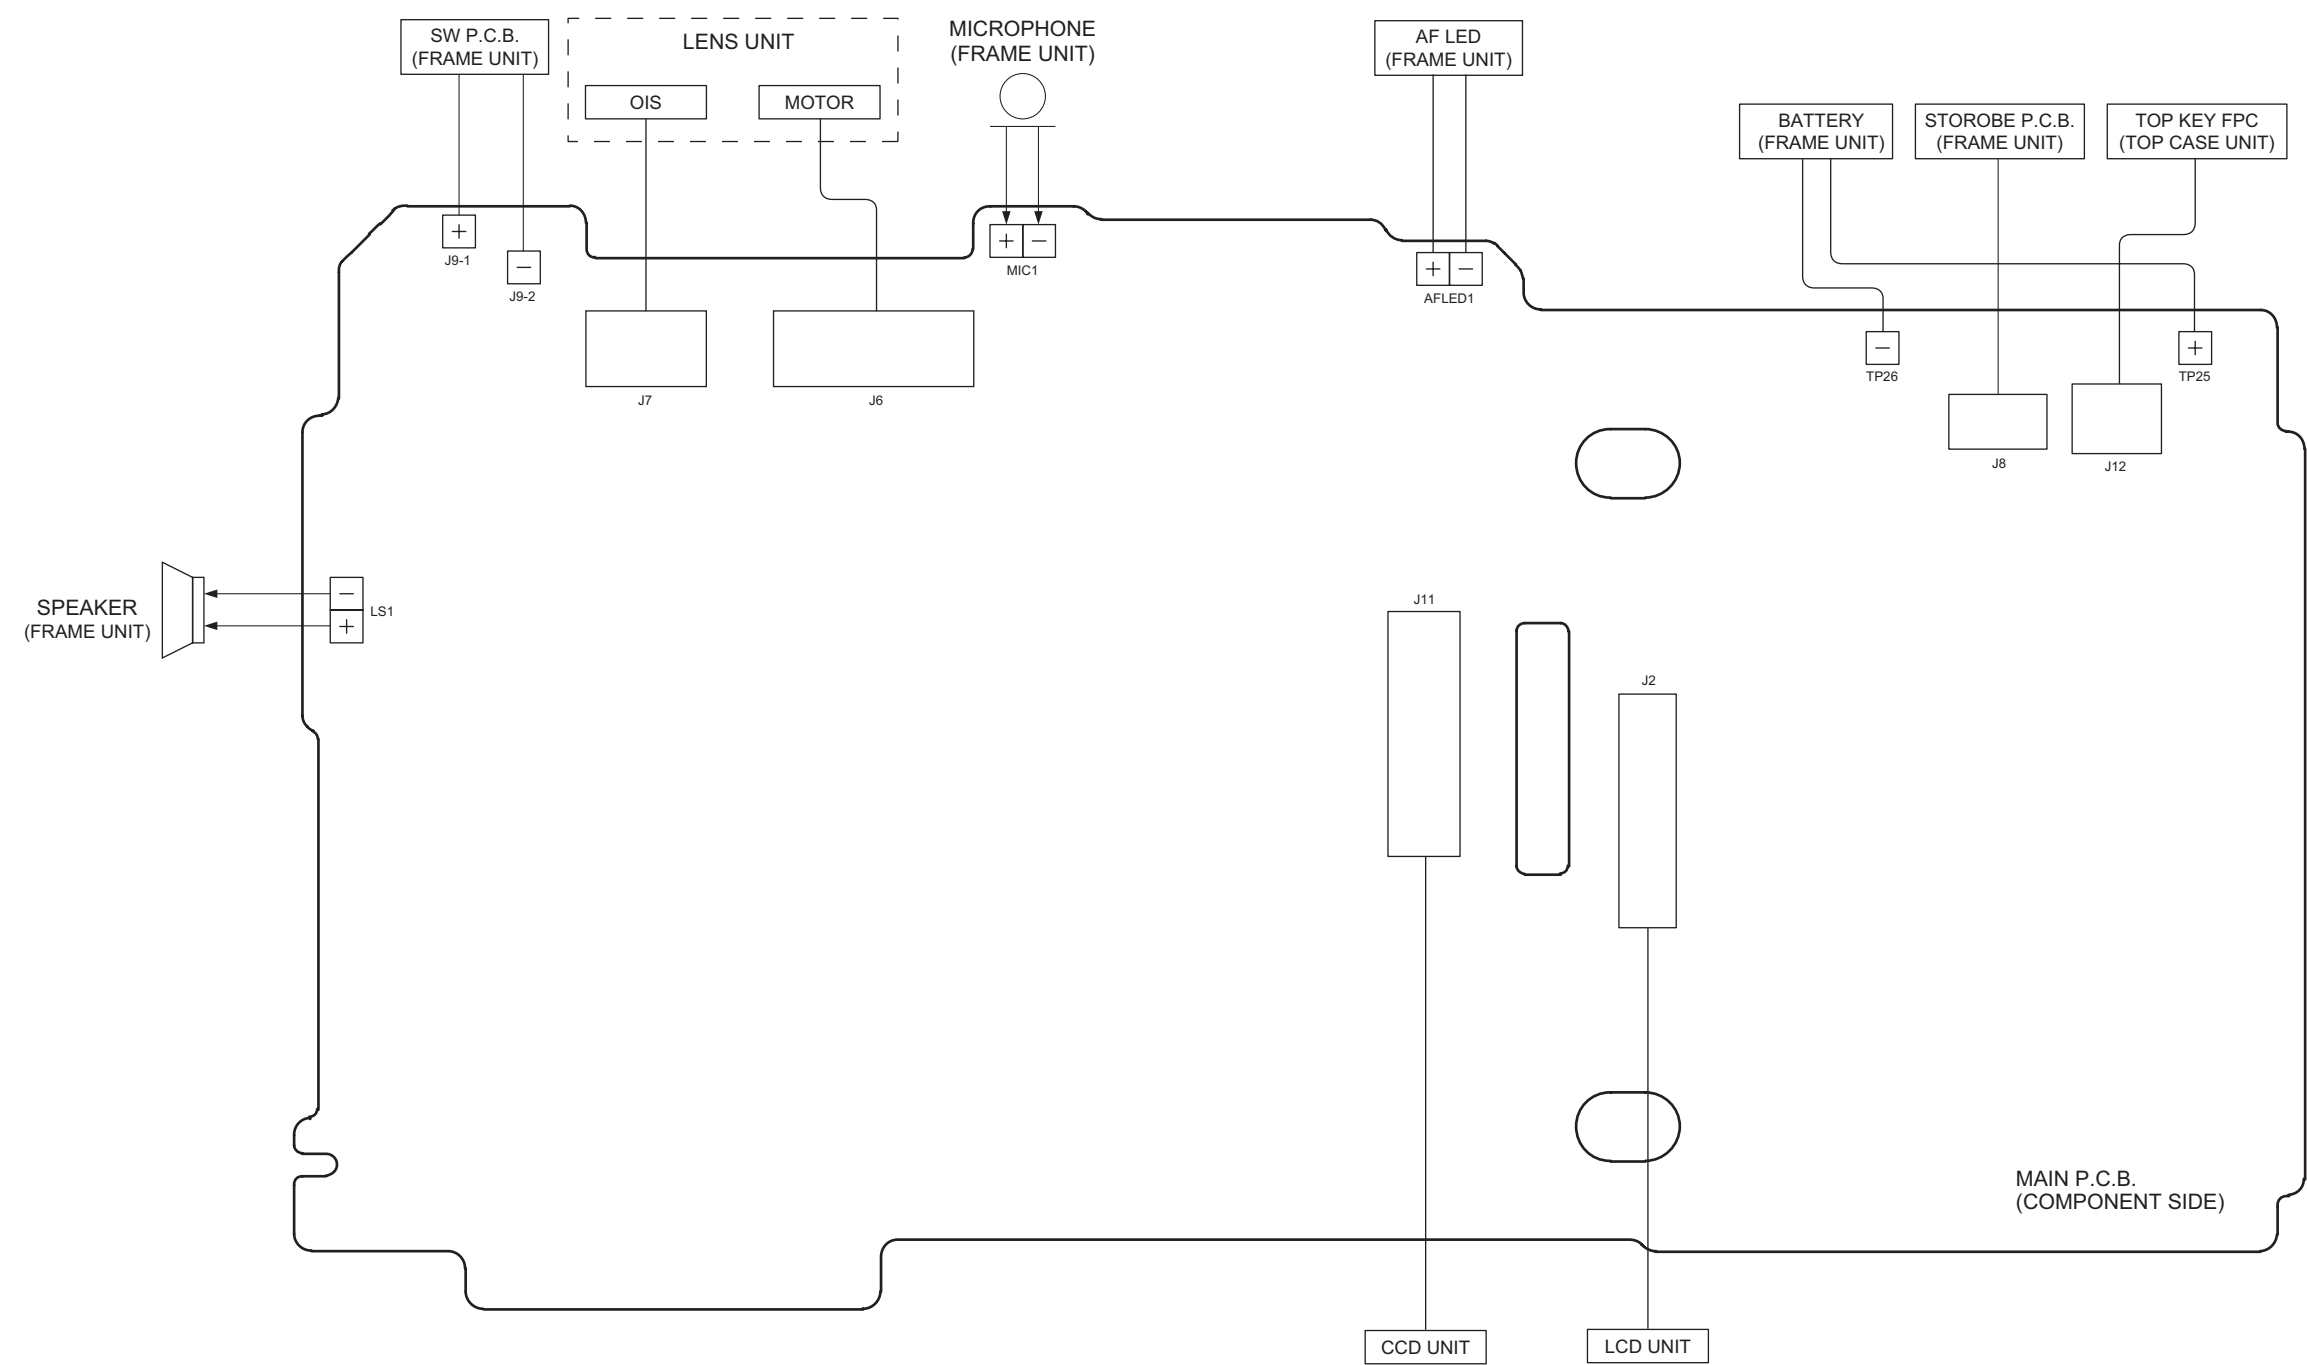 SW P.C.B.
(FRAME UNIT)
LENS UNIT
OIS
MOTOR
MICROPHONE
(FRAME UNIT)
AF LED
(FRAME UNIT)
BATTERY
(FRAME UNIT)
STOROBE P.C.B.
(FRAME UNIT)
TOP KEY FPC
(TOP CASE UNIT)
+
J9-1
−
J9-2
+ −
MIC1
+ −
AFLED1
−
TP26
+
TP25
J7
J6
J8
J12
SPEAKER
(FRAME UNIT)
−
+
LS1
J11
J2
MAIN P.C.B.
(COMPONENT SIDE)
CCD UNIT
LCD UNIT